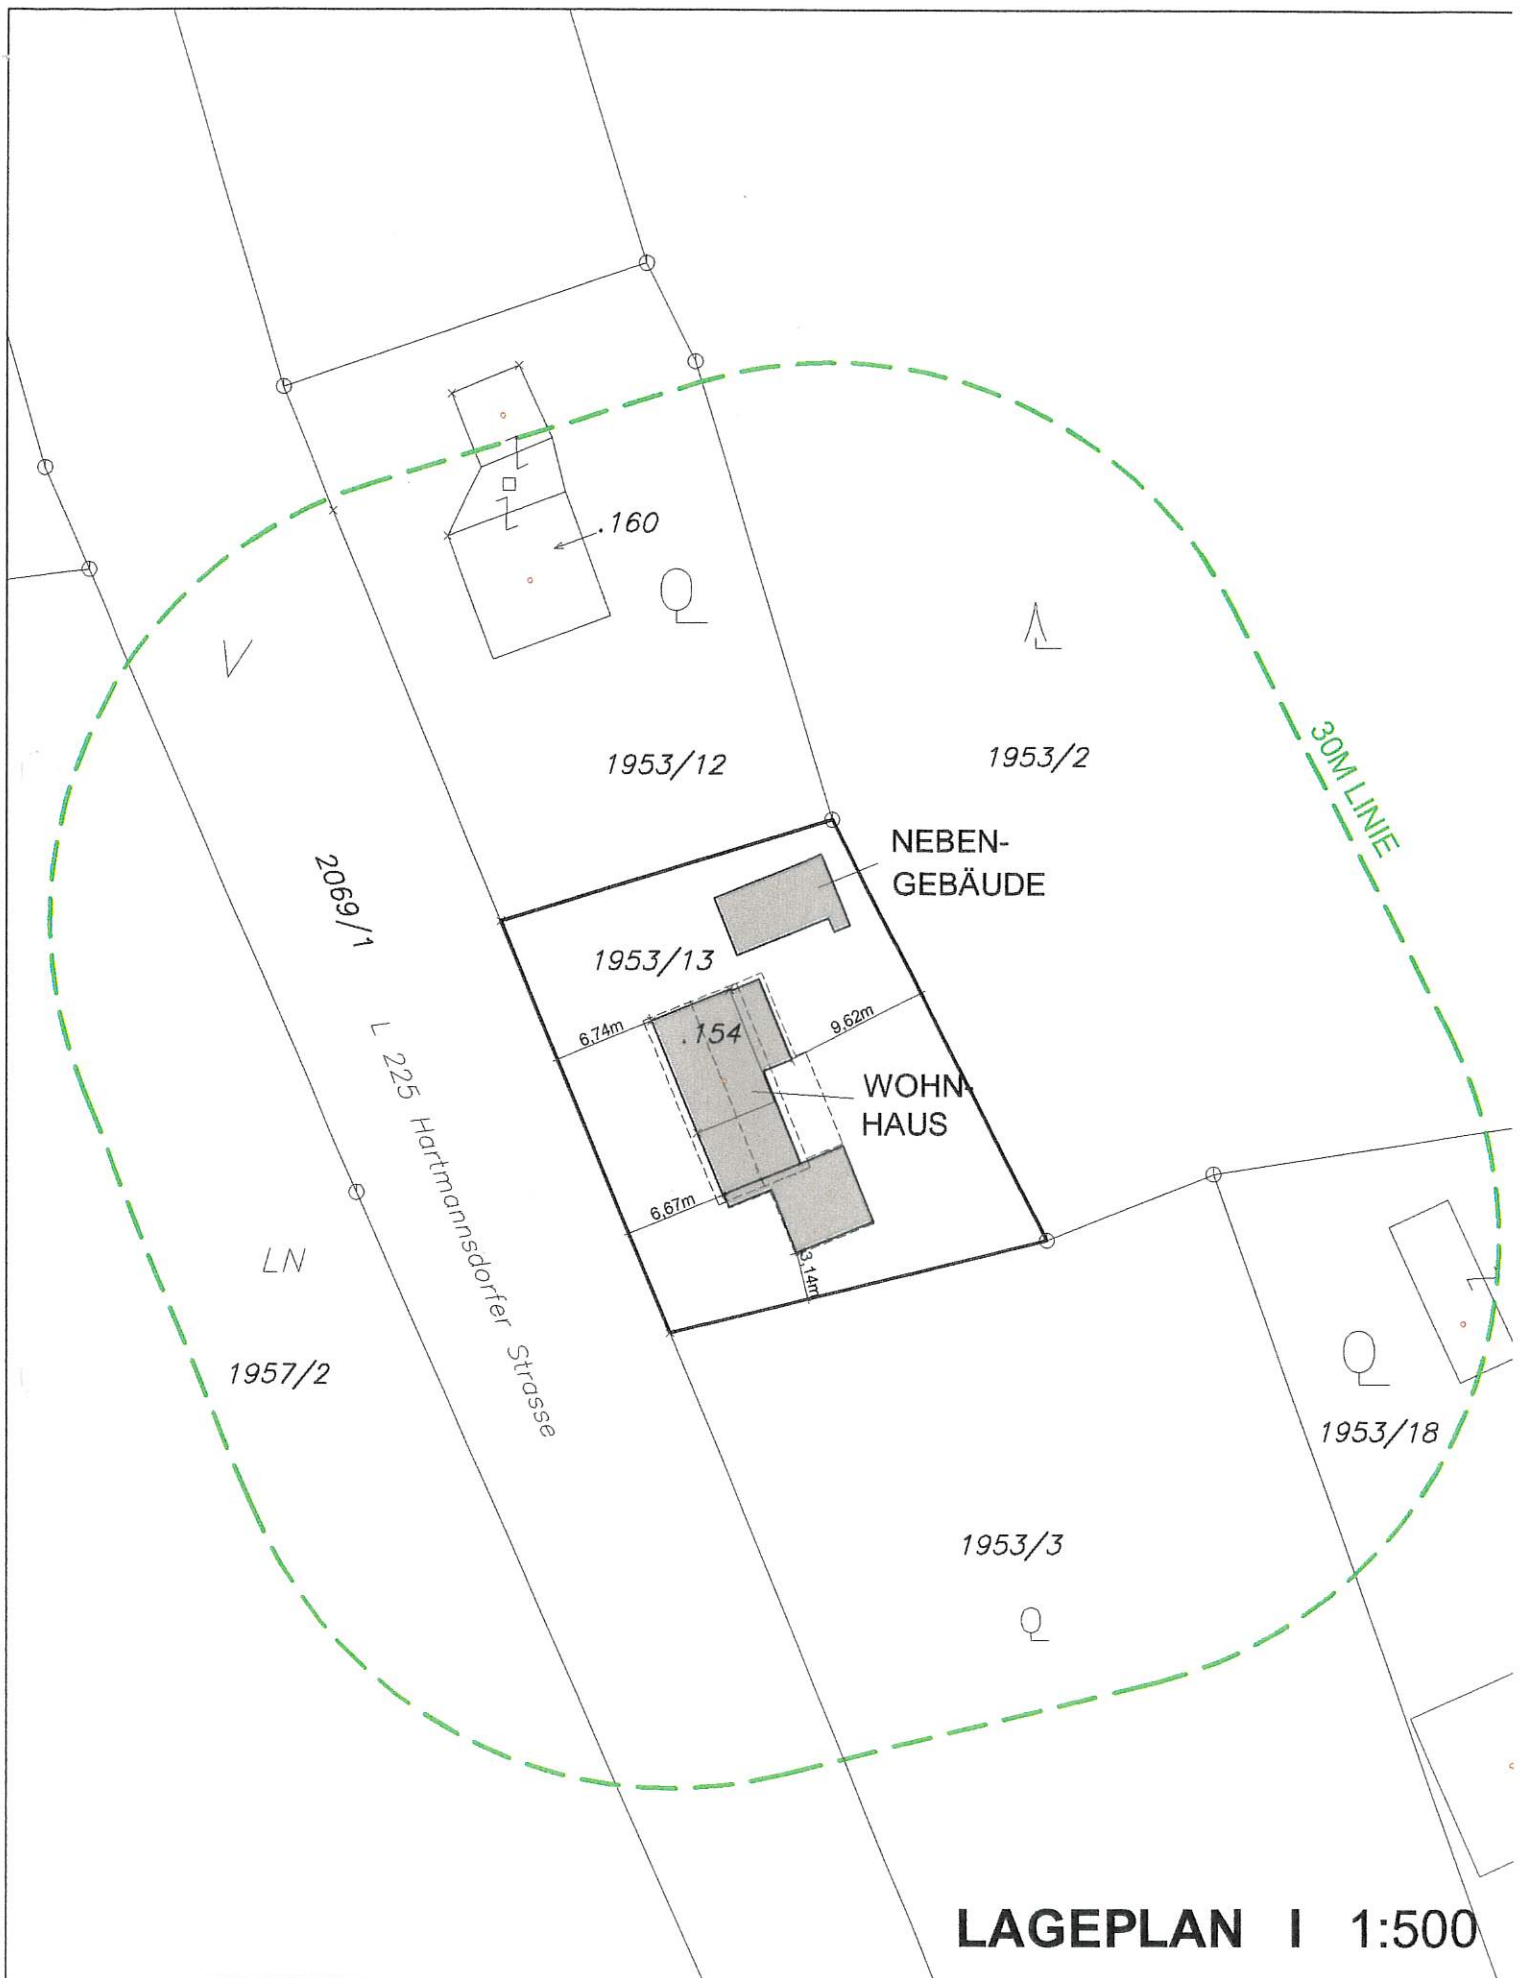 .160
V
1953/12
1953/2
30M LINIE
NEBEN-
GEBÄUDE
2069/1
1953/13
6,74m
.154
9,62m
WOHN-
HAUS
L 225 Hartmannsdorfer Strasse
6,67m
3,14m
LN
1957/2
1953/18
1953/3
LAGEPLAN I 1:500